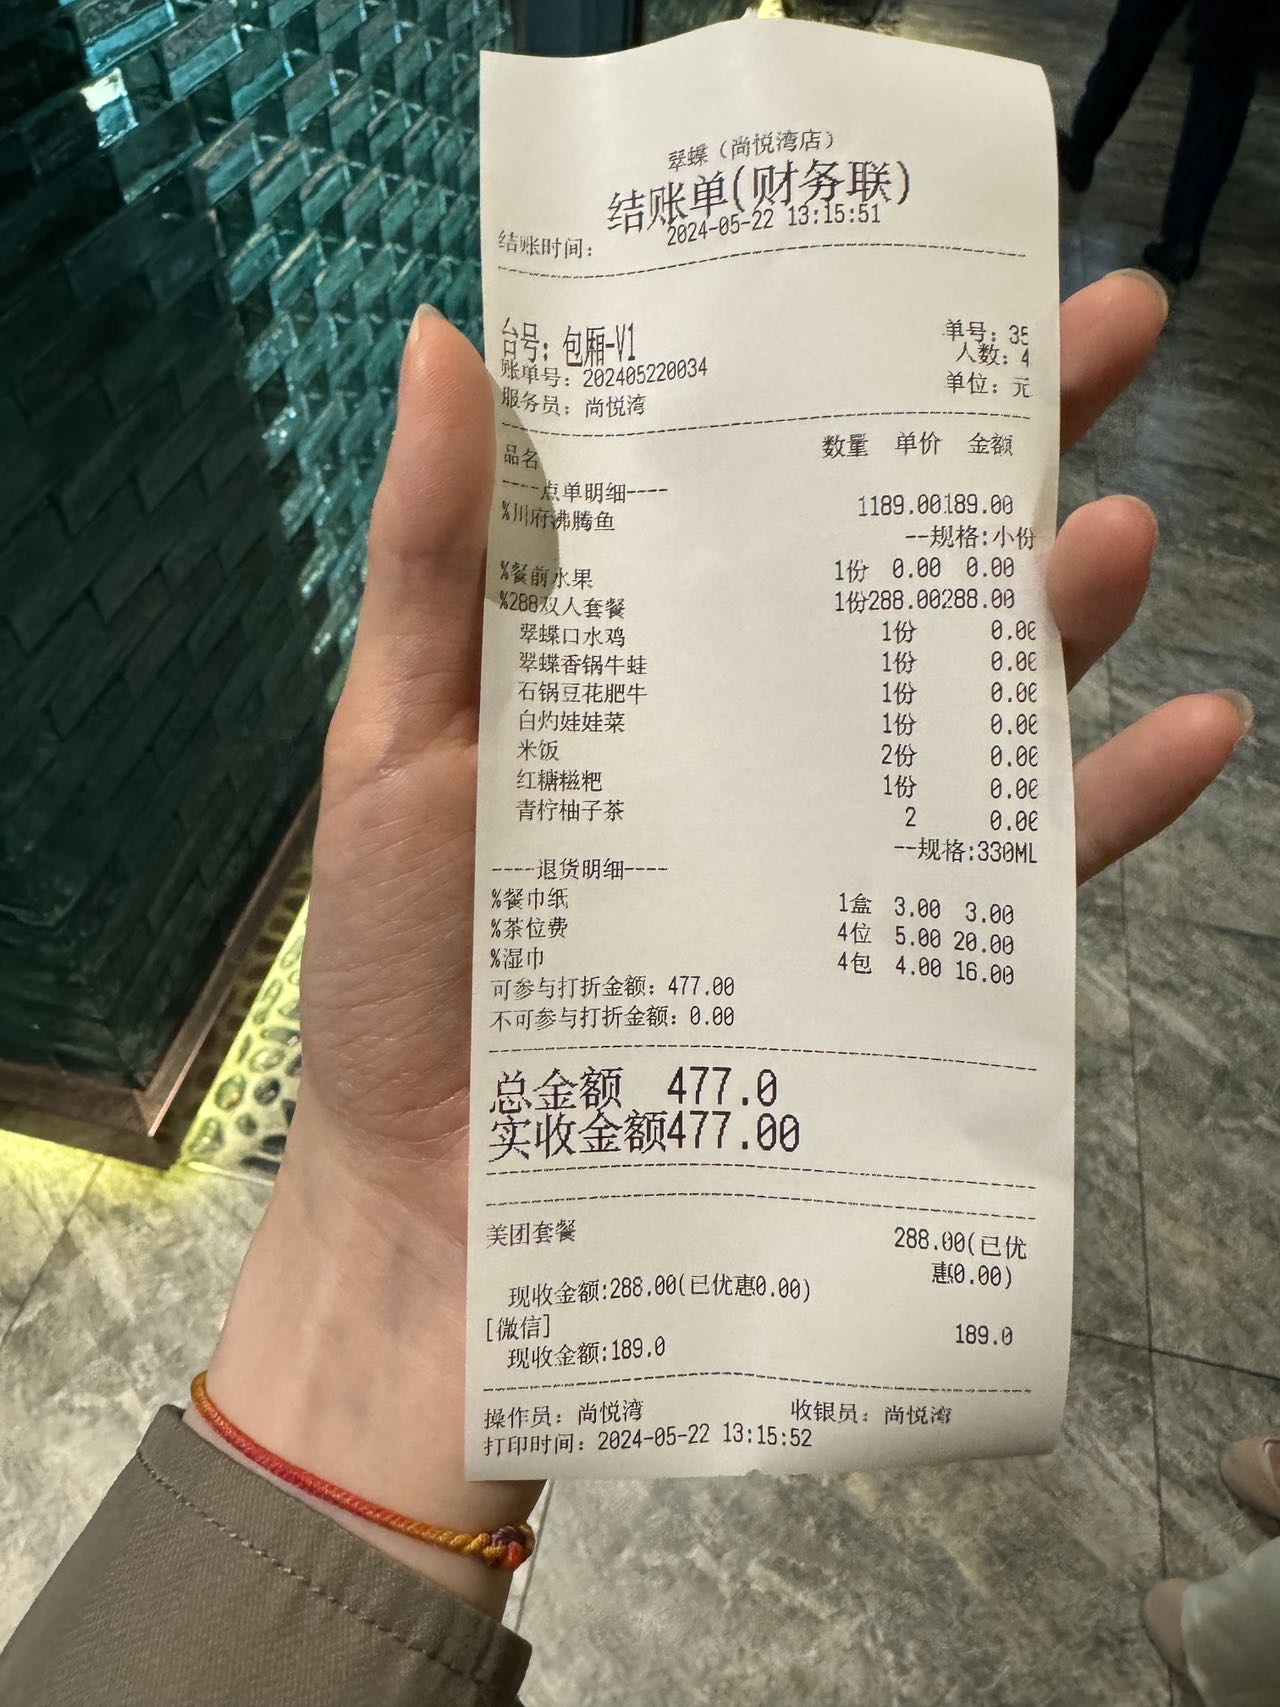 翠蝶（尚悦湾店）
结账单(财务联)
结账时间： 2024-05-22 13:15:51
台号：包厢-V1 单号：35
人数：4
账单号：202405220034
单位：元
服务员：尚悦湾
品名 数量 单价 金额
----点单明细----
%川府沸腾鱼 1189.00189.00
--规格:小份
%餐前水果 1份 0.00 0.00
%288双人套餐 1份288.00288.00
翠蝶口水鸡 1份 0.00
翠蝶香锅牛蛙 1份 0.00
石锅豆花肥牛 1份 0.00
白灼娃娃菜 1份 0.00
米饭 2份 0.00
红糖糍粑 1份 0.00
青柠柚子茶 2 0.00
--规格:330ML
----退货明细----
%餐巾纸 1盒 3.00 3.00
%茶位费 4位 5.00 20.00
%湿巾 4包 4.00 16.00
可参与打折金额：477.00
不可参与打折金额：0.00
总金额 477.0
实收金额477.00
美团套餐 288.00(已优
惠0.00)
现收金额:288.00(已优惠0.00)
[微信] 189.0
现收金额:189.0
操作员：尚悦湾 收银员：尚悦湾
打印时间：2024-05-22 13:15:52